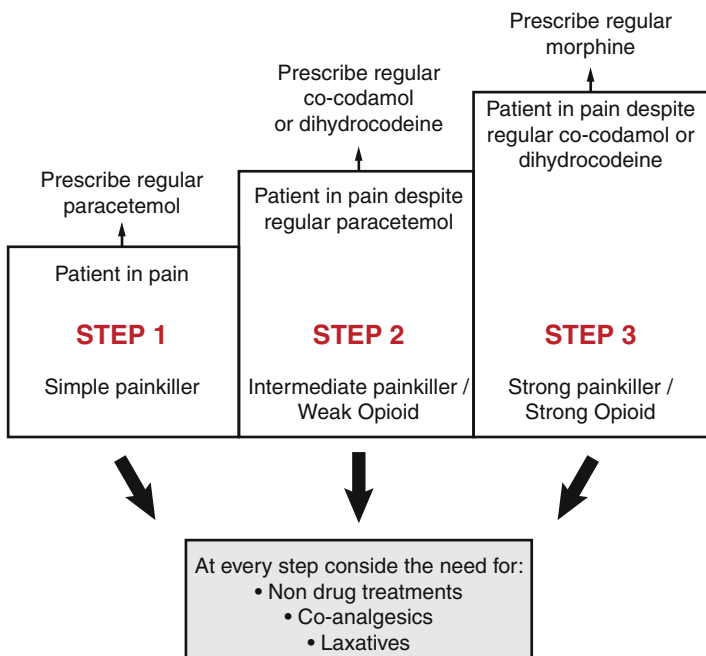 Prescribe regular
paracetemol
Patient in pain
STEP 1
Simple painkiller
Prescribe regular
co-codamol
or dihydrocodeine
Patient in pain despite
regular paracetemol
STEP 2
Intermediate painkiller /
Weak Opioid
Prescribe regular
morphine
Patient in pain despite
regular co-codamol or
dihydrocodeine
STEP 3
Strong painkiller /
Strong Opioid
At every step conside the need for:
• Non drug treatments
• Co-analgesics
• Laxatives